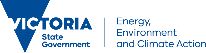 VICTORIA
State
Government
Energy,
Environment
and Climate Action